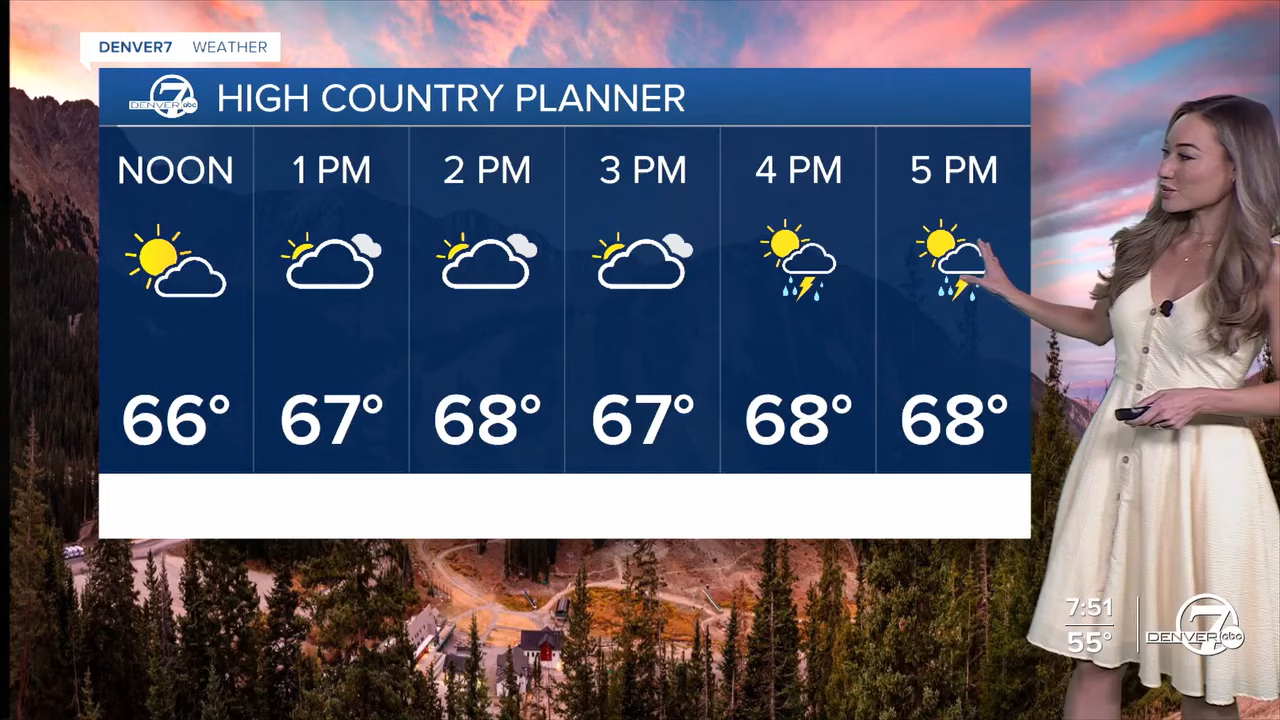 DENVER7 WEATHER
7
DENVER abc
HIGH COUNTRY PLANNER
NOON 1 PM 2 PM 3 PM 4 PM 5 PM
66° 67° 68° 67° 68° 68°
7:51
55°
7
DENVER abc